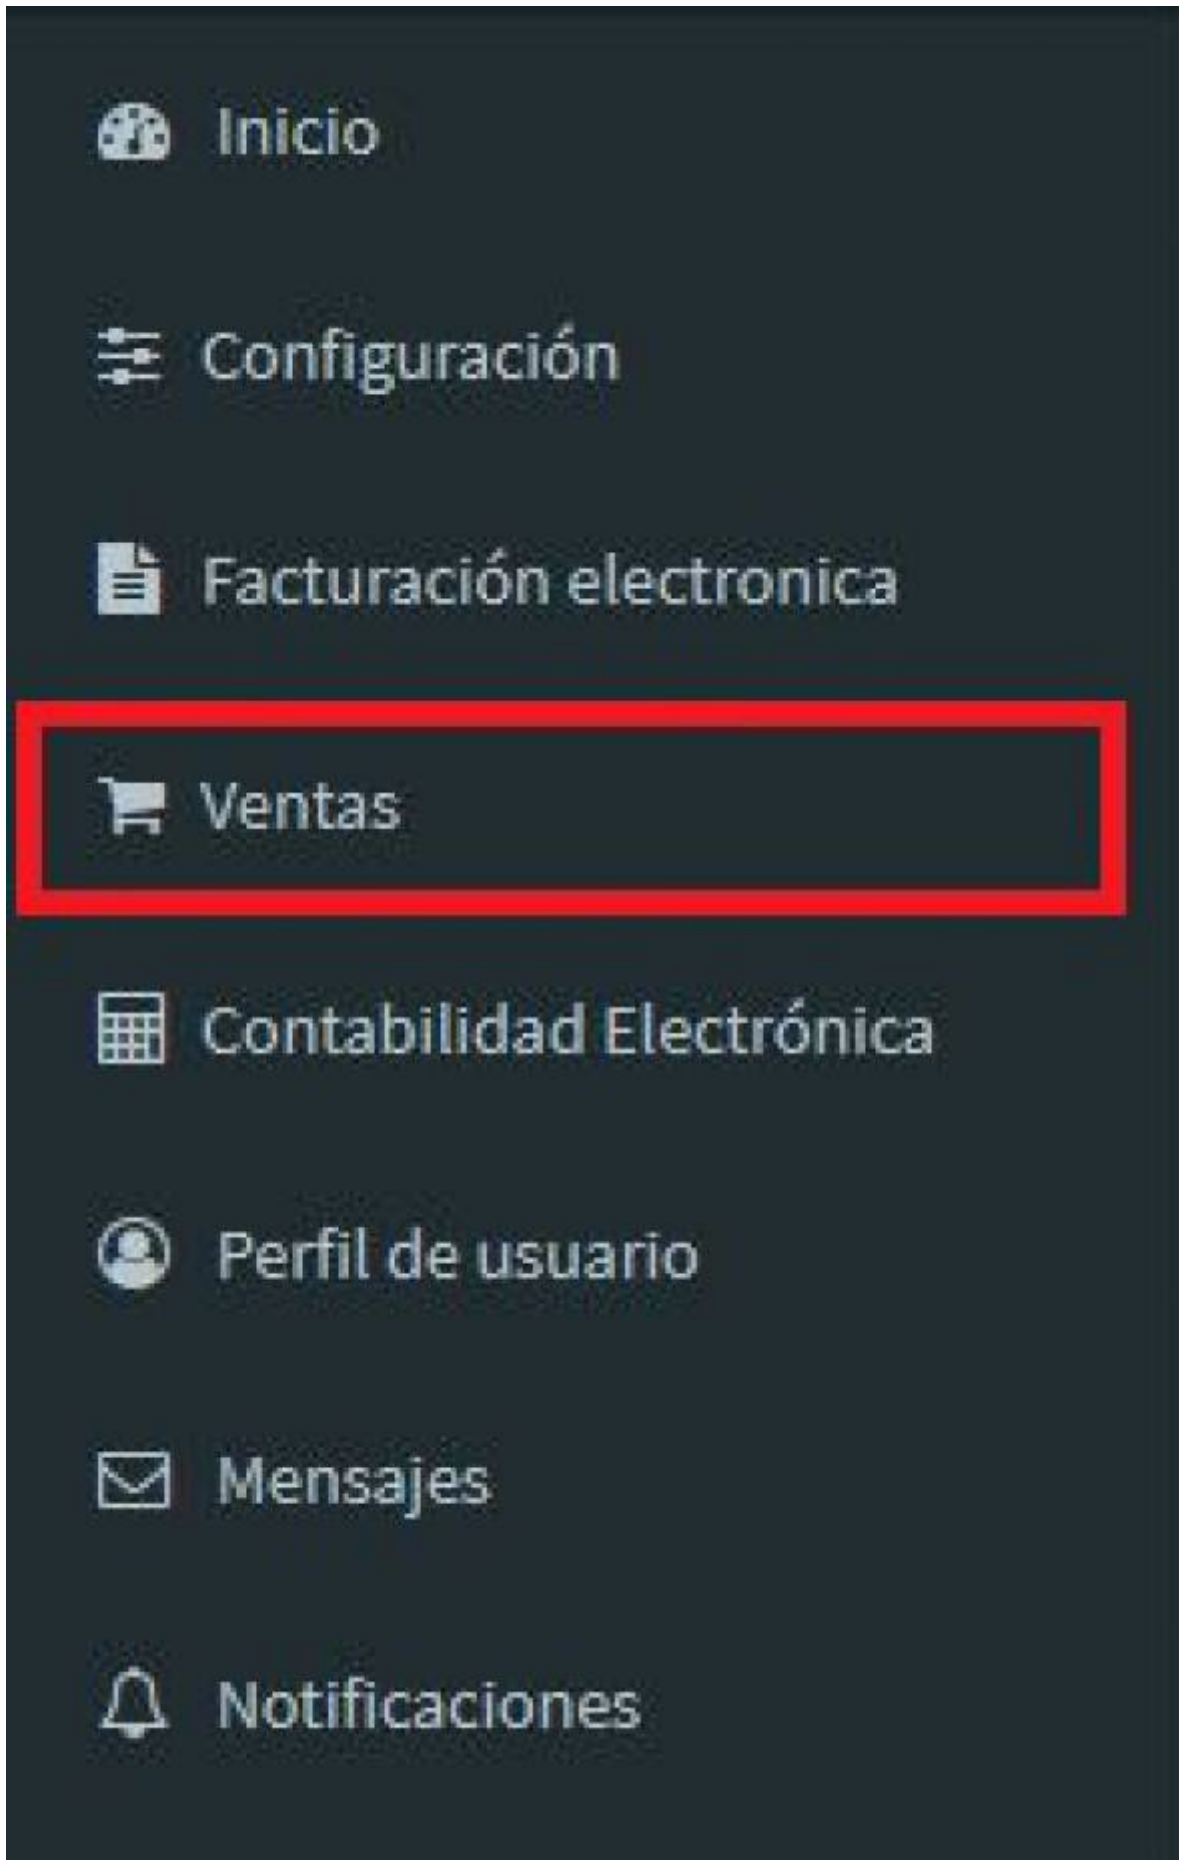 Inicio
Configuración
Facturación electronica
Ventas
Contabilidad Electrónica
Perfil de usuario
Mensajes
Notificaciones